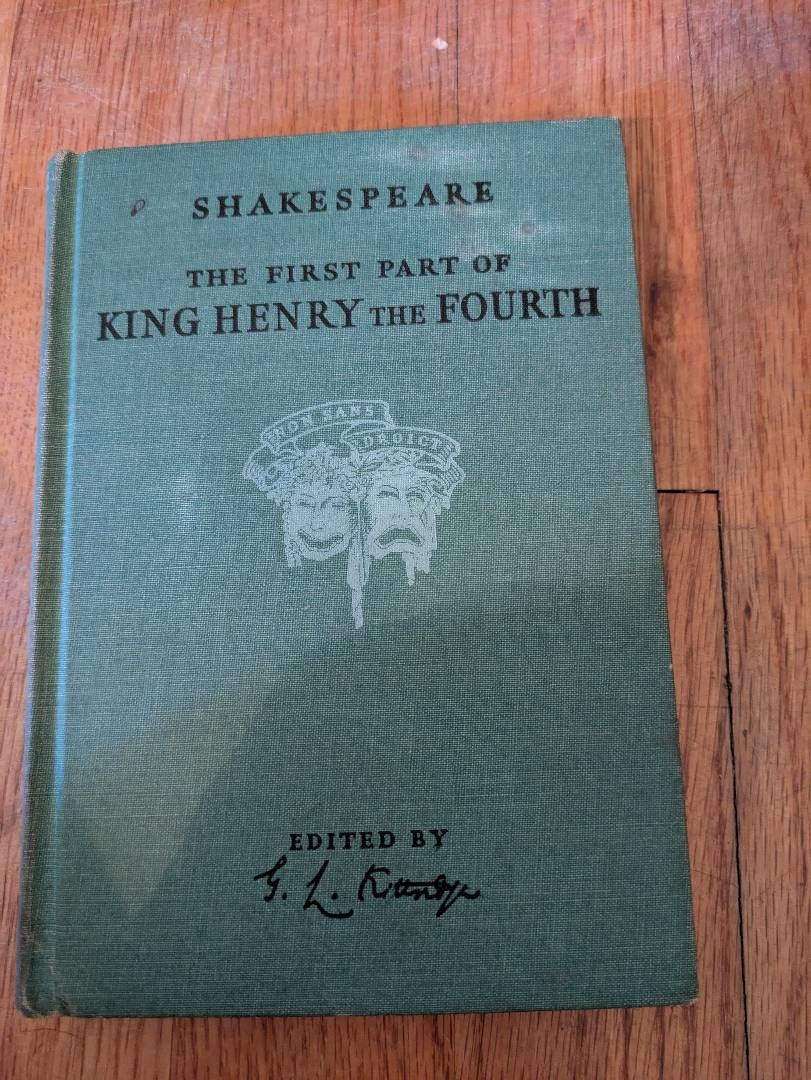 SHAKESPEARE
THE FIRST PART OF
KING HENRY THE FOURTH
NON SANS
DROICT
EDITED BY
G. L. Kittredge